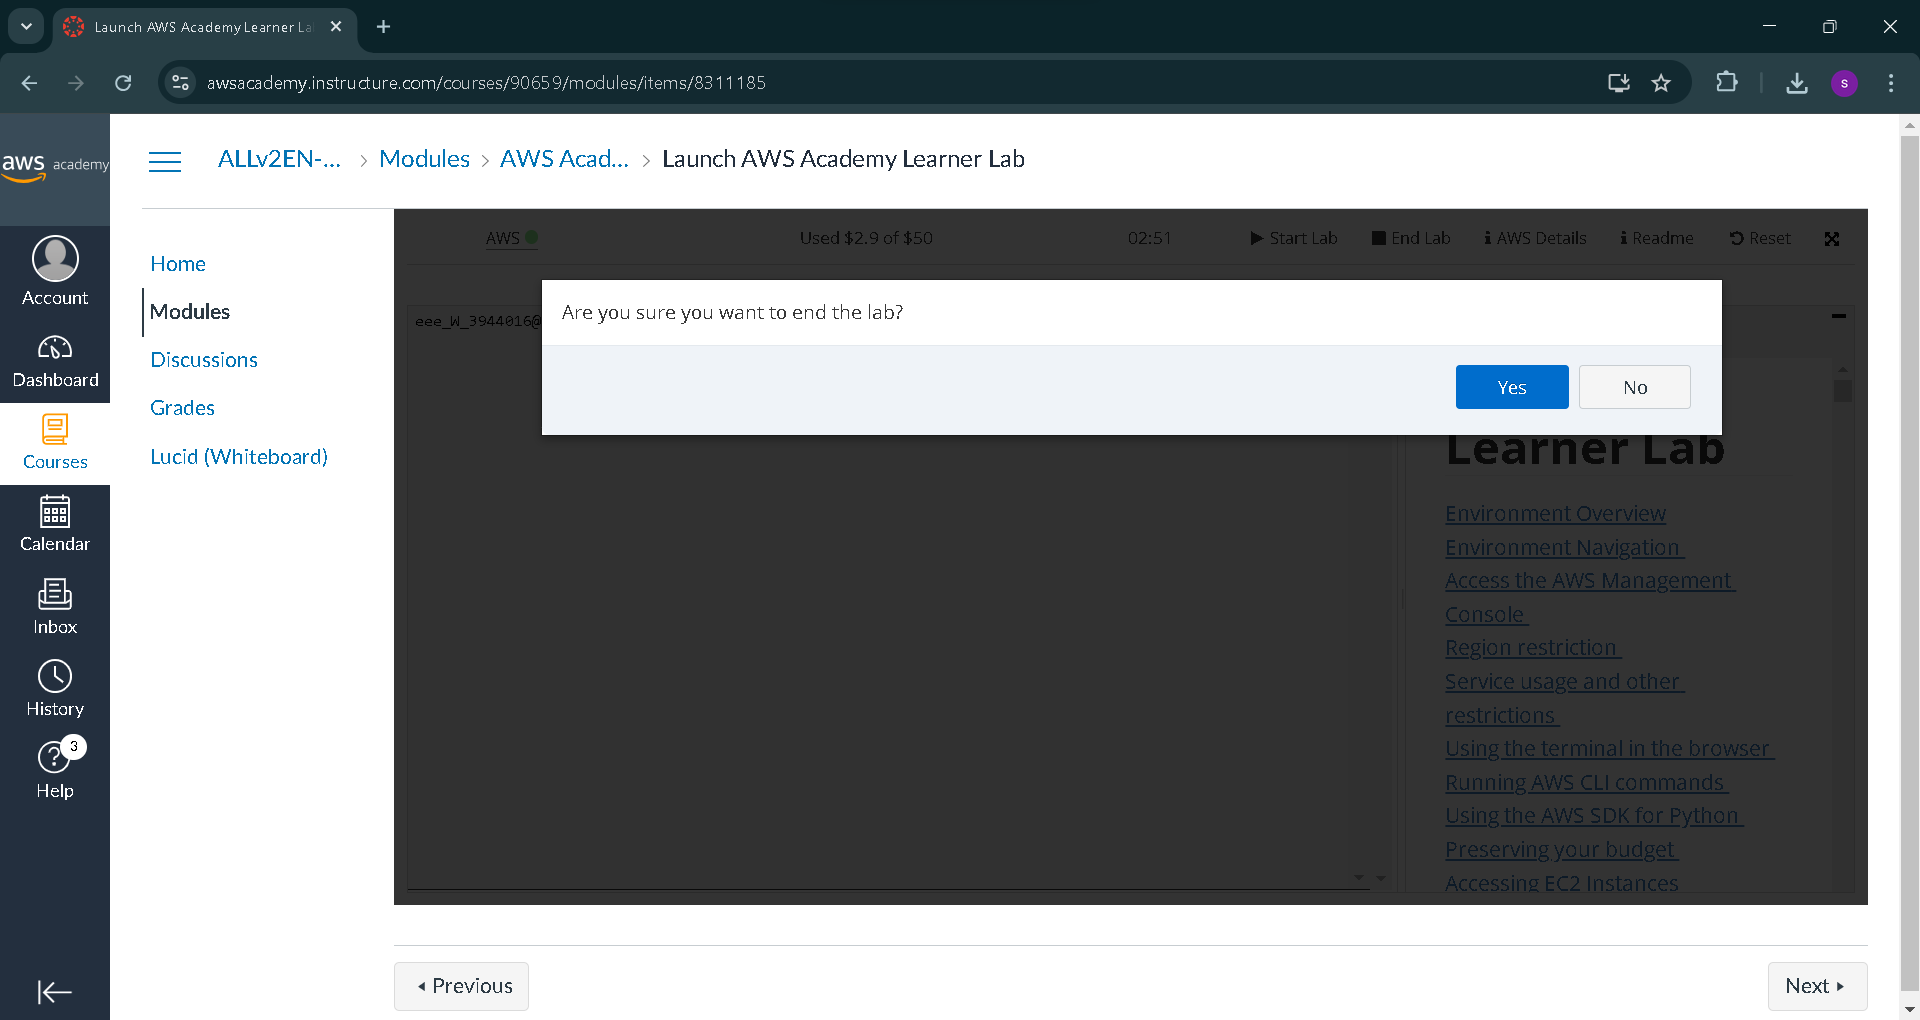 Launch AWS Academy Learner La
awsacademy.instructure.com/courses/90659/modules/items/8311185
S
aws academy
ALLv2EN-... > Modules > AWS Acad... > Launch AWS Academy Learner Lab
Account
Dashboard
Courses
Calendar
Inbox
History
3
Help
Home
Modules
Discussions
Grades
Lucid (Whiteboard)
AWS Used $2.9 of $50 02:51 Start Lab End Lab AWS Details Readme Reset
eee_W_3944016@
Are you sure you want to end the lab?
Yes No
Learner Lab
Environment Overview
Environment Navigation
Access the AWS Management
Console
Region restriction
Service usage and other
restrictions
Using the terminal in the browser
Running AWS CLI commands
Using the AWS SDK for Python
Preserving your budget
Accessing EC2 Instances
Previous Next